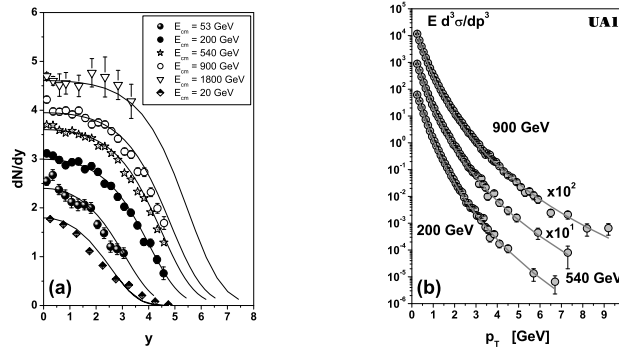 6
5
4
3
2
1
0
dN/dy
E_cm = 53 GeV
E_cm = 200 GeV
E_cm = 540 GeV
E_cm = 900 GeV
E_cm = 1800 GeV
E_cm = 20 GeV
(a)
0 1 2 3 4 5 6 7 8
y
10^5
10^4
10^3
10^2
10^1
10^0
10^-1
10^-2
10^-3
10^-4
10^-5
10^-6
E d^3σ/dp^3
UA1
900 GeV
x10^2
x10^1
200 GeV
540 GeV
(b)
0 1 2 3 4 5 6 7 8 9
p_T [GeV]